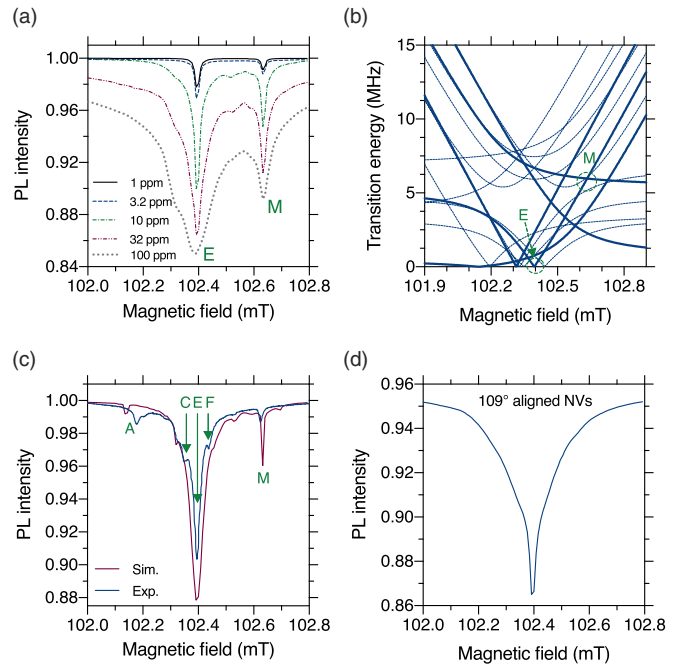 (a)
PL intensity
1.00
0.96
0.92
0.88
0.84
1 ppm
3.2 ppm
10 ppm
32 ppm
100 ppm
E
M
102.0 102.2 102.4 102.6 102.8
Magnetic field (mT)
(b)
Transition energy (MHz)
15
10
5
0
M
E
101.9 102.2 102.5 102.8
Magnetic field (mT)
(c)
PL intensity
1.00
0.98
0.96
0.94
0.92
0.90
0.88
A
C E F
M
Sim.
Exp.
102.0 102.2 102.4 102.6 102.8
Magnetic field (mT)
(d)
PL intensity
0.96
0.94
0.92
0.90
0.88
0.86
109° aligned NVs
102.0 102.2 102.4 102.6 102.8
Magnetic field (mT)